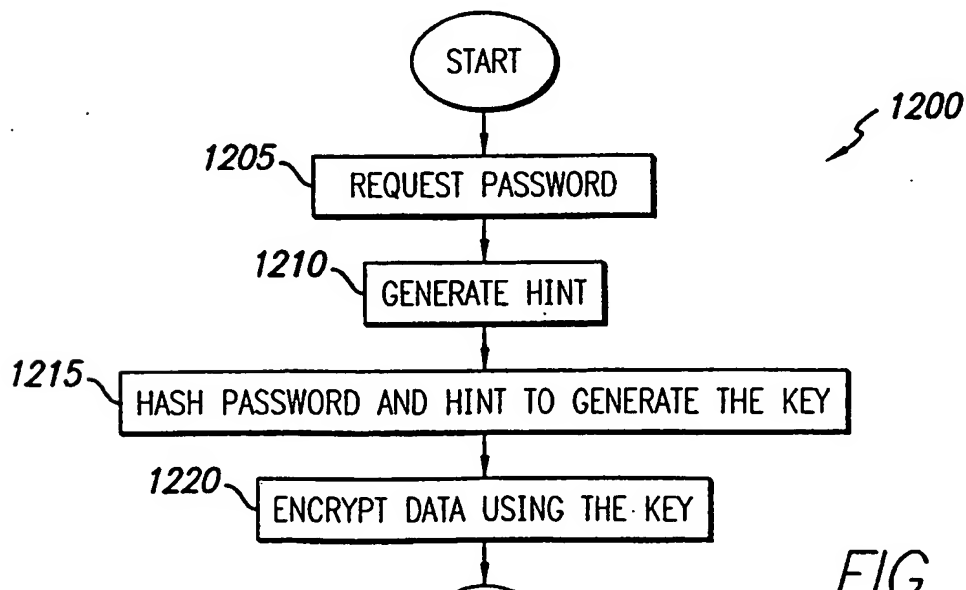 START
1200
1205
REQUEST PASSWORD
1210
GENERATE HINT
1215
HASH PASSWORD AND HINT TO GENERATE THE KEY
1220
ENCRYPT DATA USING THE KEY
FIG